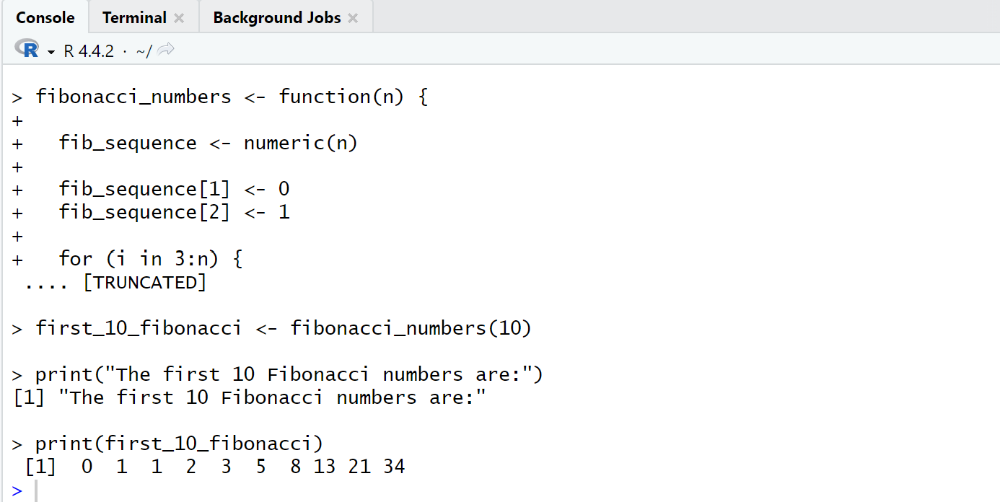 Console Terminal Background Jobs
R R 4.4.2 · ~/
> fibonacci_numbers <- function(n) {
+
+   fib_sequence <- numeric(n)
+
+   fib_sequence[1] <- 0
+   fib_sequence[2] <- 1
+
+   for (i in 3:n) {
 .... [TRUNCATED]
> first_10_fibonacci <- fibonacci_numbers(10)
> print("The first 10 Fibonacci numbers are:")
[1] "The first 10 Fibonacci numbers are:"
> print(first_10_fibonacci)
 [1]  0  1  1  2  3  5  8 13 21 34
>